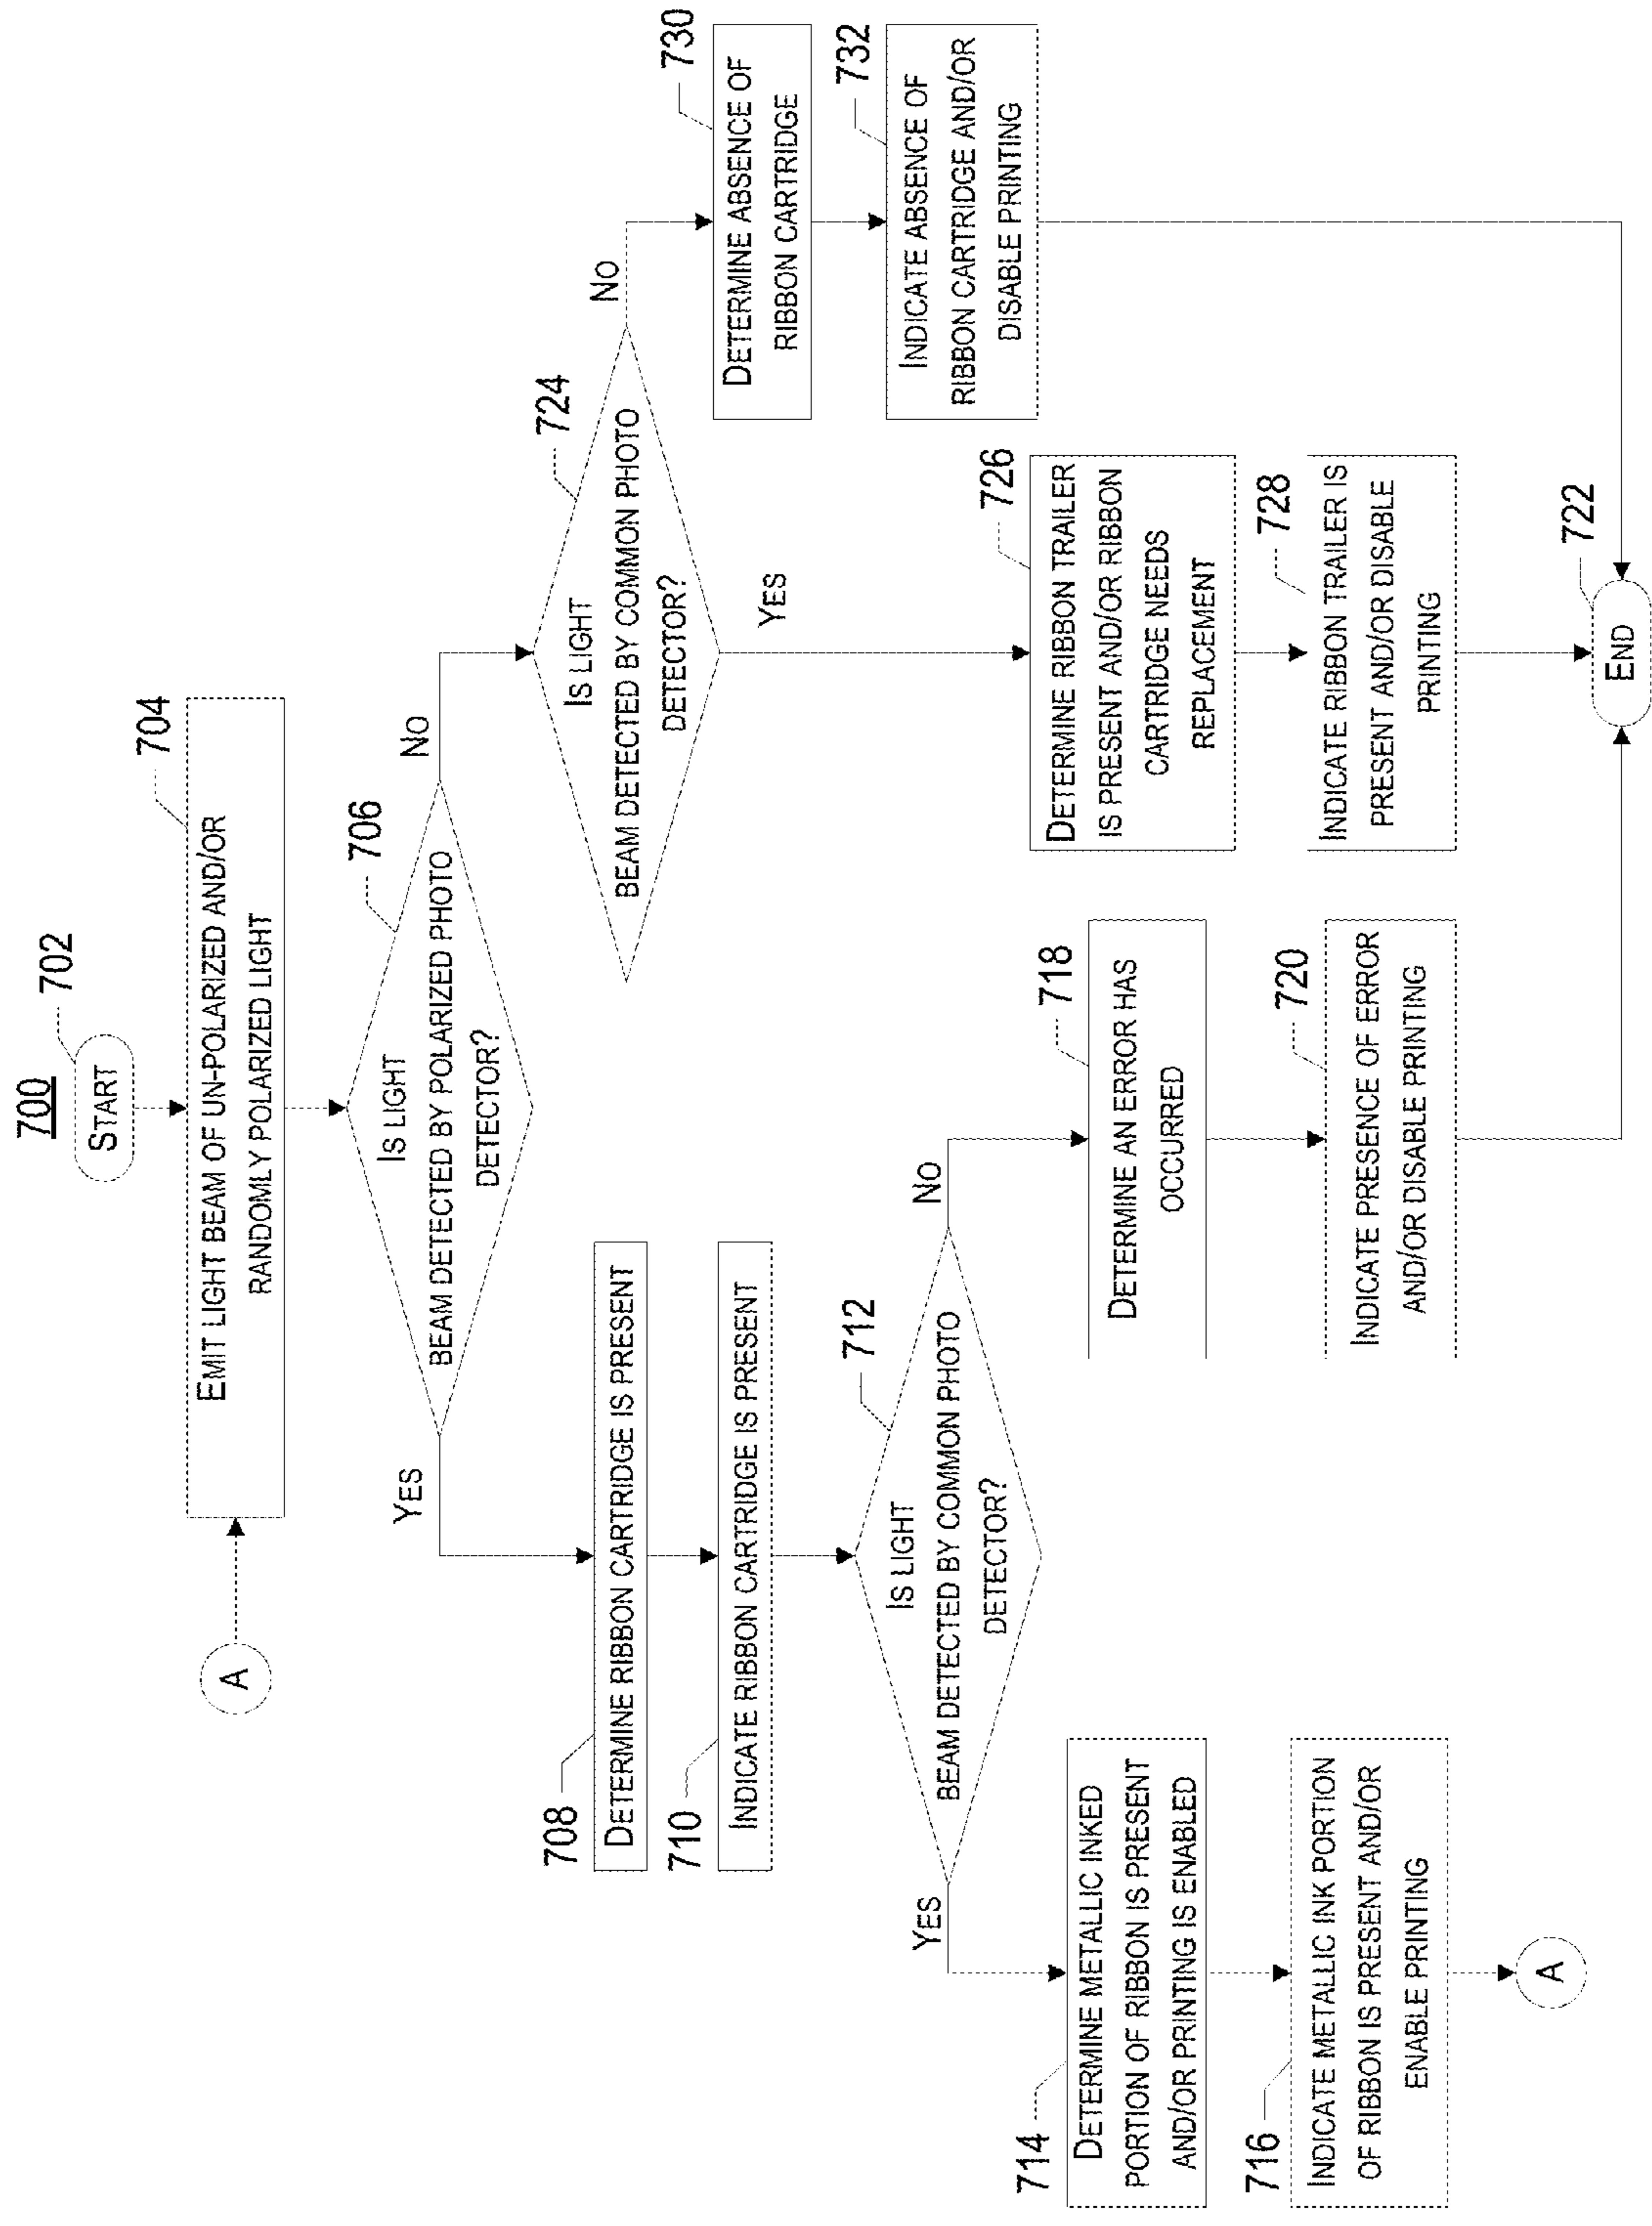 700
702
START
704
EMIT LIGHT BEAM OF UN-POLARIZED AND/OR
RANDOMLY POLARIZED LIGHT
A
706
IS LIGHT
BEAM DETECTED BY POLARIZED PHOTO
DETECTOR?
YES
NO
708
DETERMINE RIBBON CARTRIDGE IS PRESENT
710
INDICATE RIBBON CARTRIDGE IS PRESENT
712
IS LIGHT
BEAM DETECTED BY COMMON PHOTO
DETECTOR?
YES
NO
714
DETERMINE METALLIC INKED
PORTION OF RIBBON IS PRESENT
AND/OR PRINTING IS ENABLED
716
INDICATE METALLIC INK PORTION
OF RIBBON IS PRESENT AND/OR
ENABLE PRINTING
A
718
DETERMINE AN ERROR HAS
OCCURRED
720
INDICATE PRESENCE OF ERROR
AND/OR DISABLE PRINTING
724
IS LIGHT
BEAM DETECTED BY COMMON PHOTO
DETECTOR?
YES
NO
726
DETERMINE RIBBON TRAILER
IS PRESENT AND/OR RIBBON
CARTRIDGE NEEDS
REPLACEMENT
728
INDICATE RIBBON TRAILER IS
PRESENT AND/OR DISABLE
PRINTING
730
DETERMINE ABSENCE OF
RIBBON CARTRIDGE
732
INDICATE ABSENCE OF
RIBBON CARTRIDGE AND/OR
DISABLE PRINTING
722
END